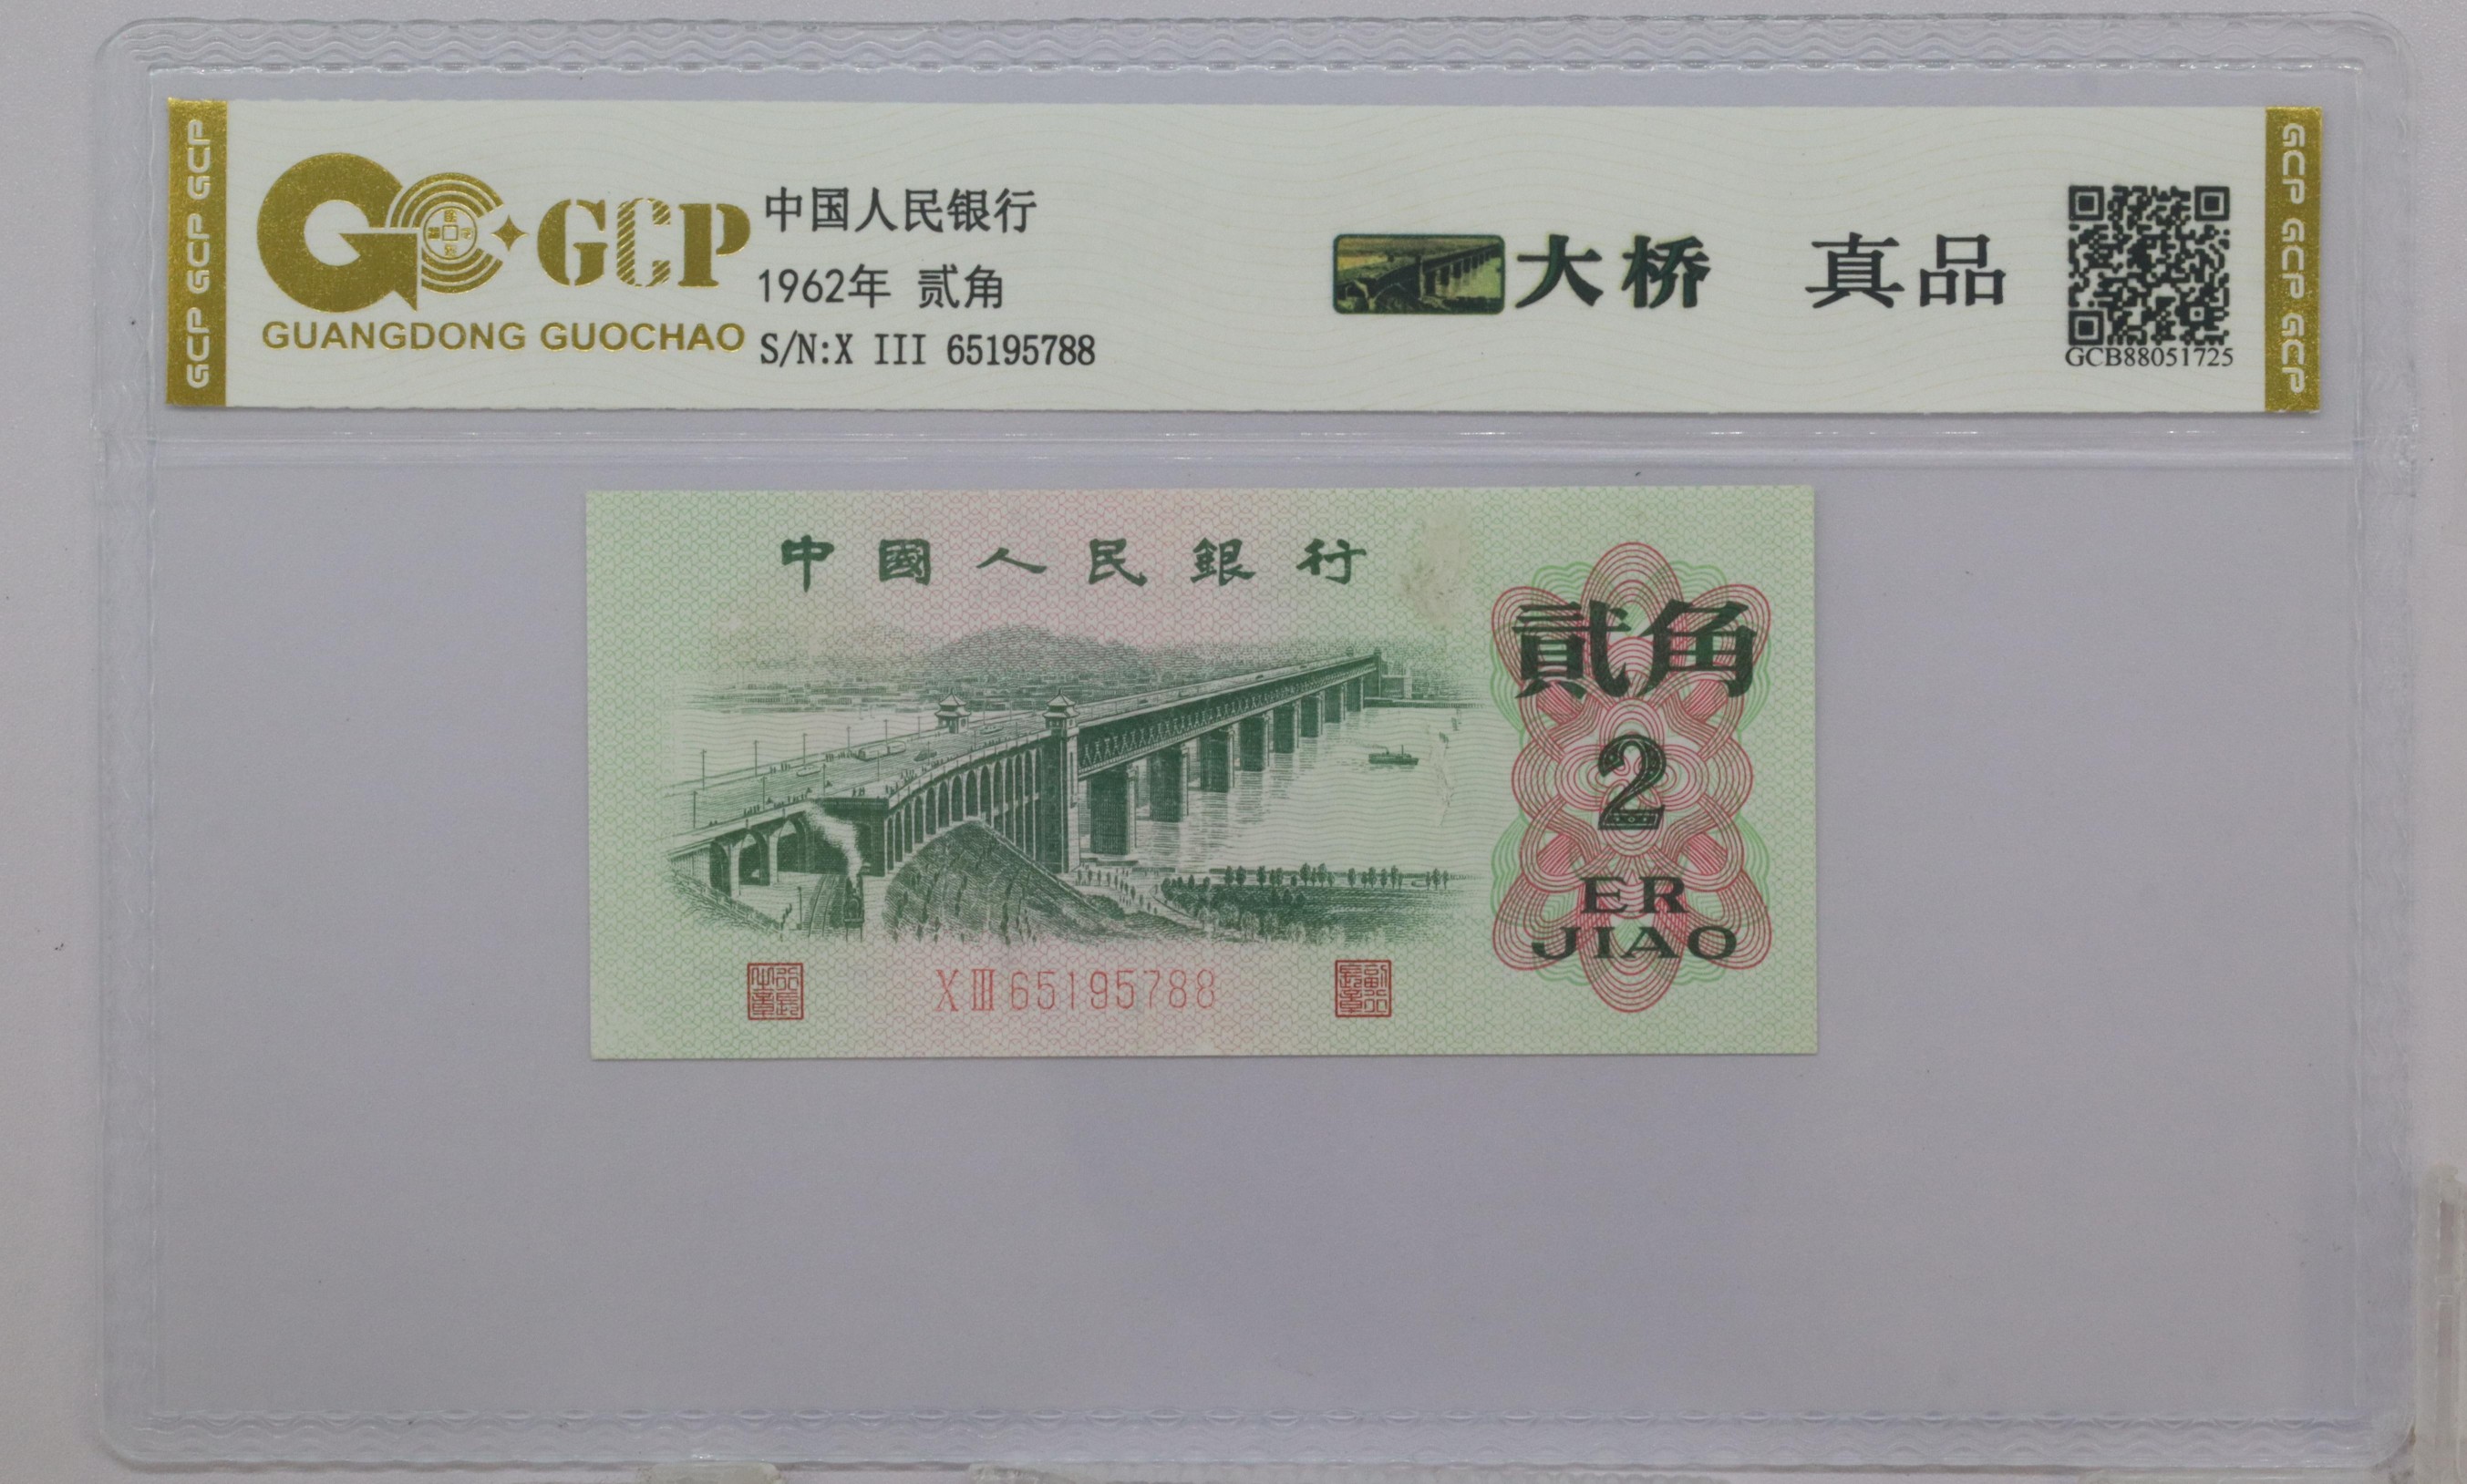 GCP GCP GCP
GCP
GUANGDONG GUOCHAO
中国人民银行
1962年 贰角
S/N:X III 65195788
大桥 真品
GCB88051725
GCP GCP GCP
中國人民銀行
貳角
2
ER
JIAO
XIII65195788